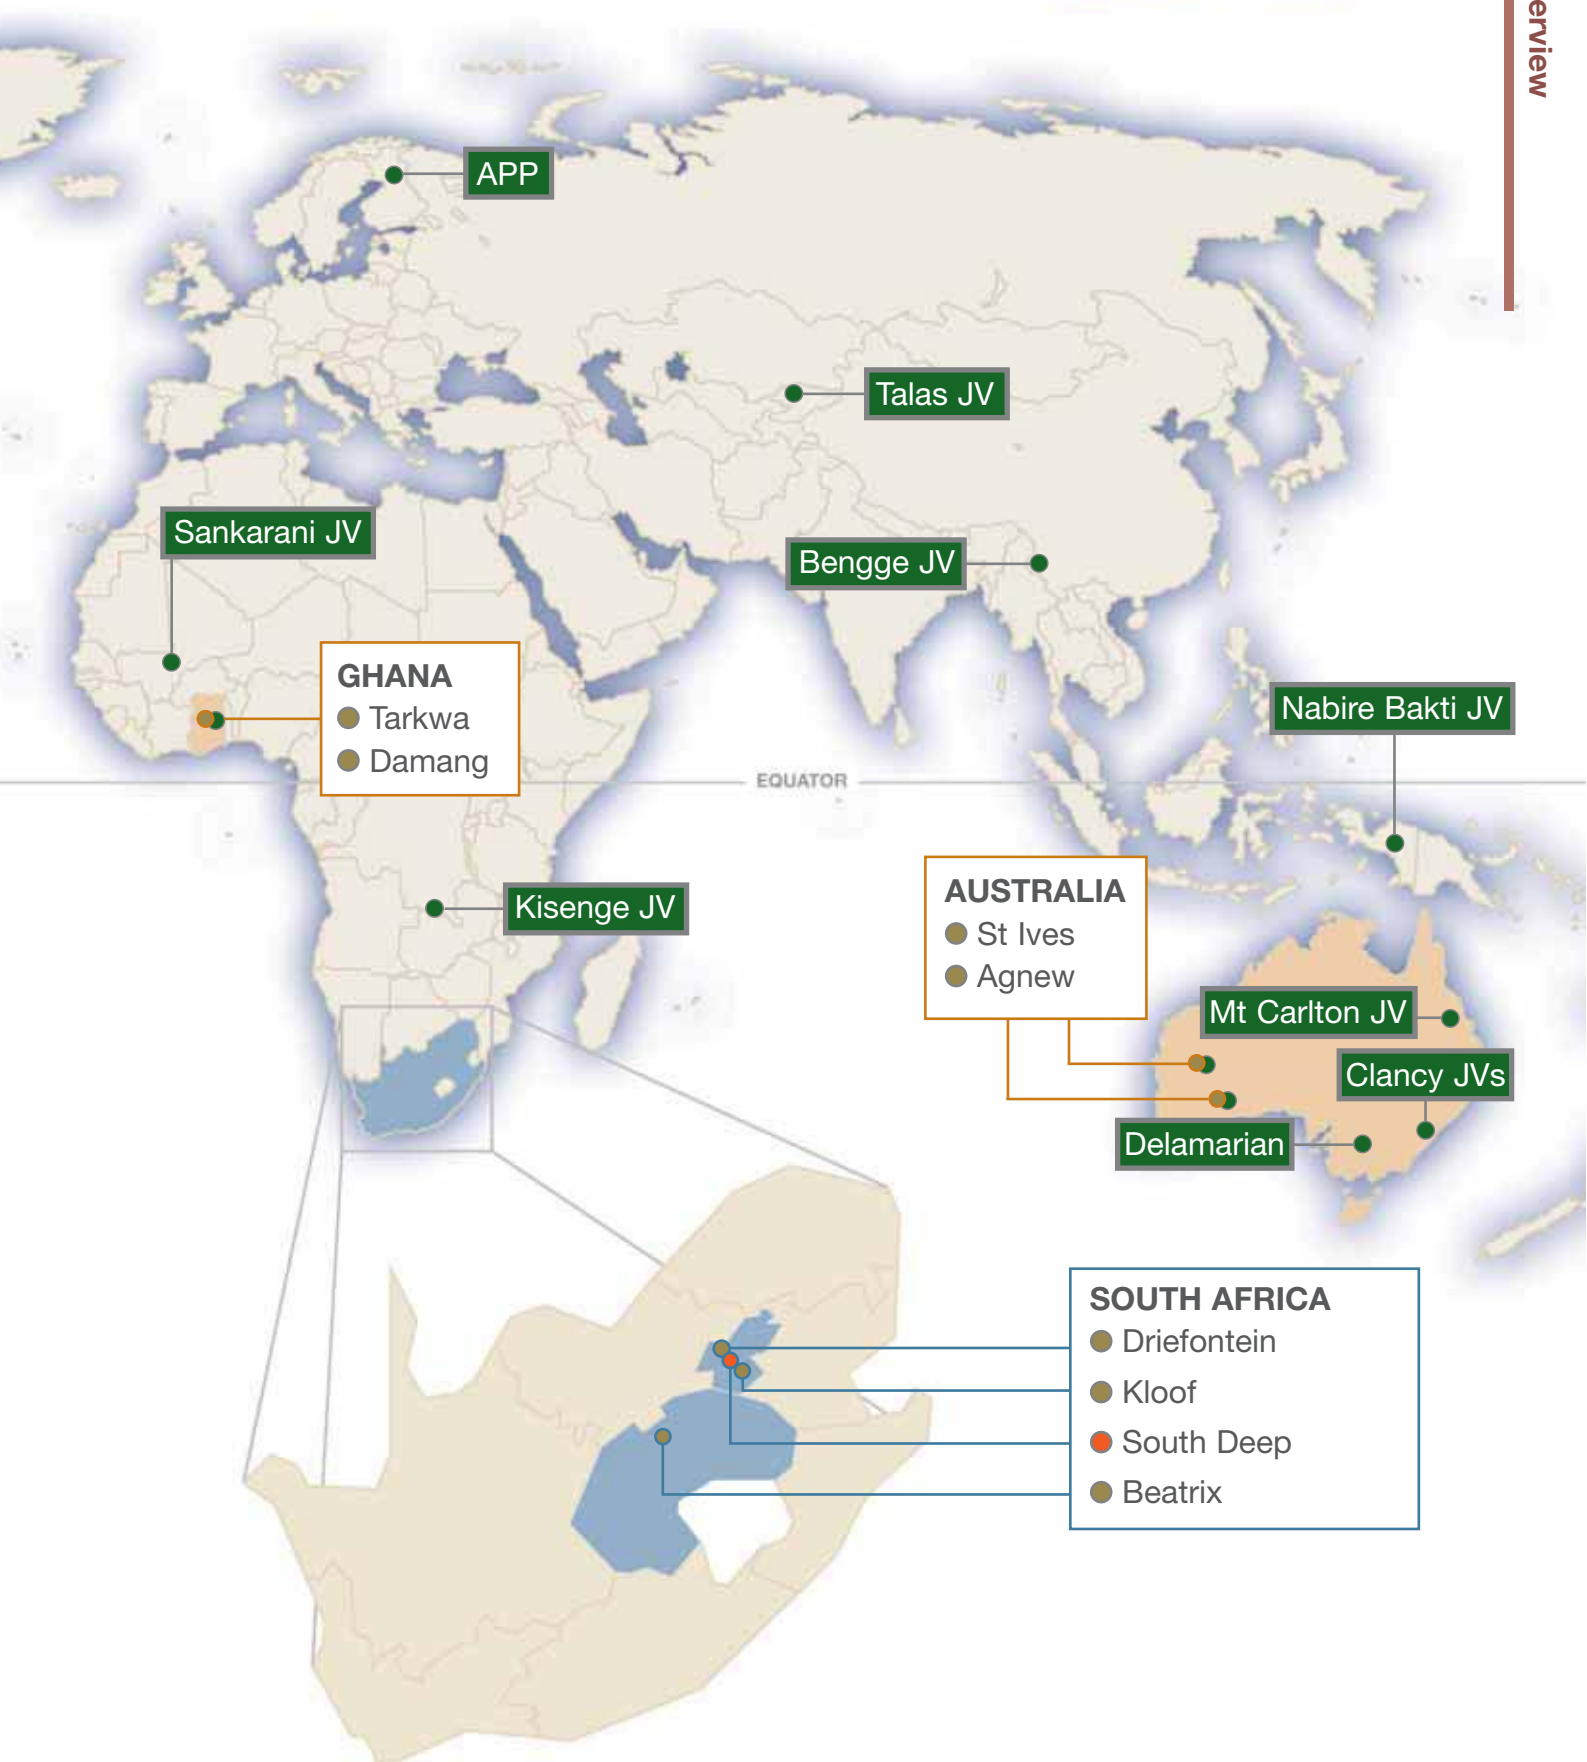 erview
APP
Talas JV
Sankarani JV
Bengge JV
GHANA
Tarkwa
Damang
Nabire Bakti JV
EQUATOR
Kisenge JV
AUSTRALIA
St Ives
Agnew
Mt Carlton JV
Clancy JVs
Delamarian
SOUTH AFRICA
Driefontein
Kloof
South Deep
Beatrix